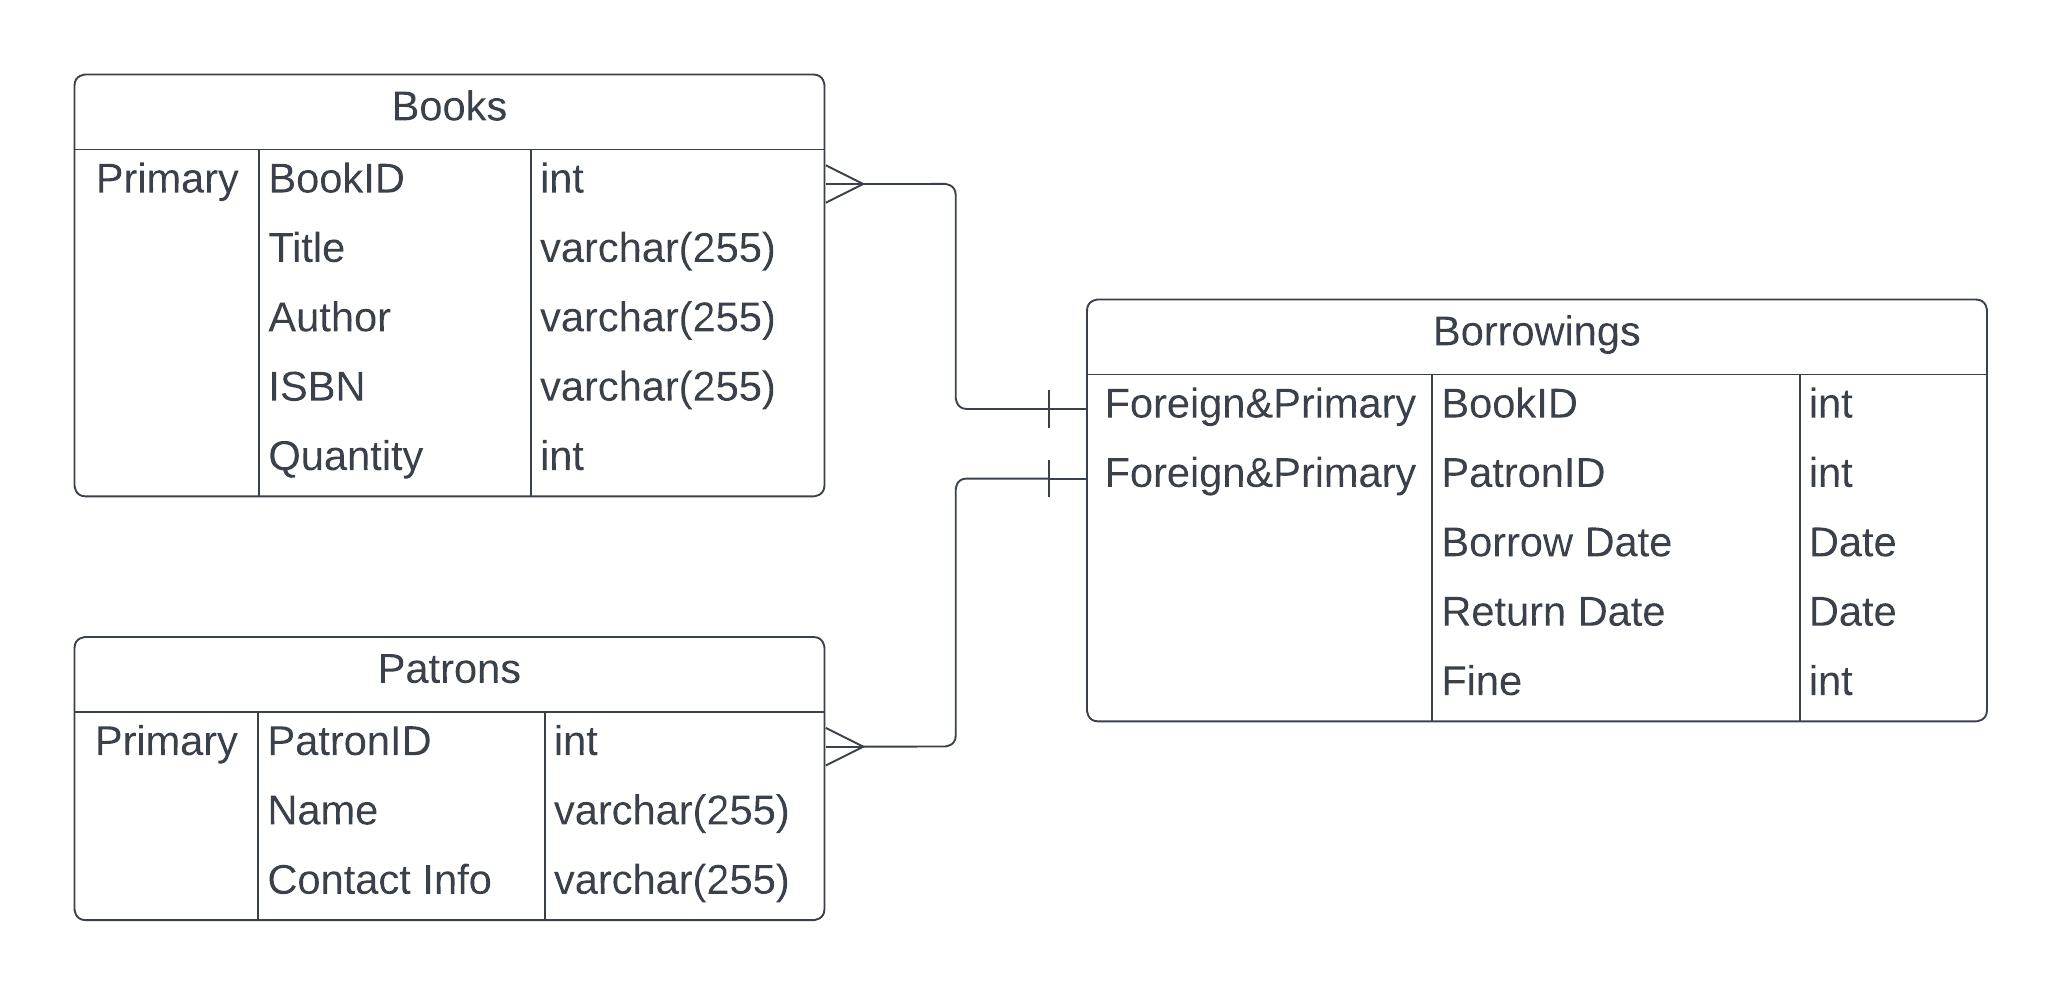 Books
Primary BookID int
Title varchar(255)
Author varchar(255)
ISBN varchar(255)
Quantity int
Patrons
Primary PatronID int
Name varchar(255)
Contact Info varchar(255)
Borrowings
Foreign&Primary BookID int
Foreign&Primary PatronID int
Borrow Date Date
Return Date Date
Fine int